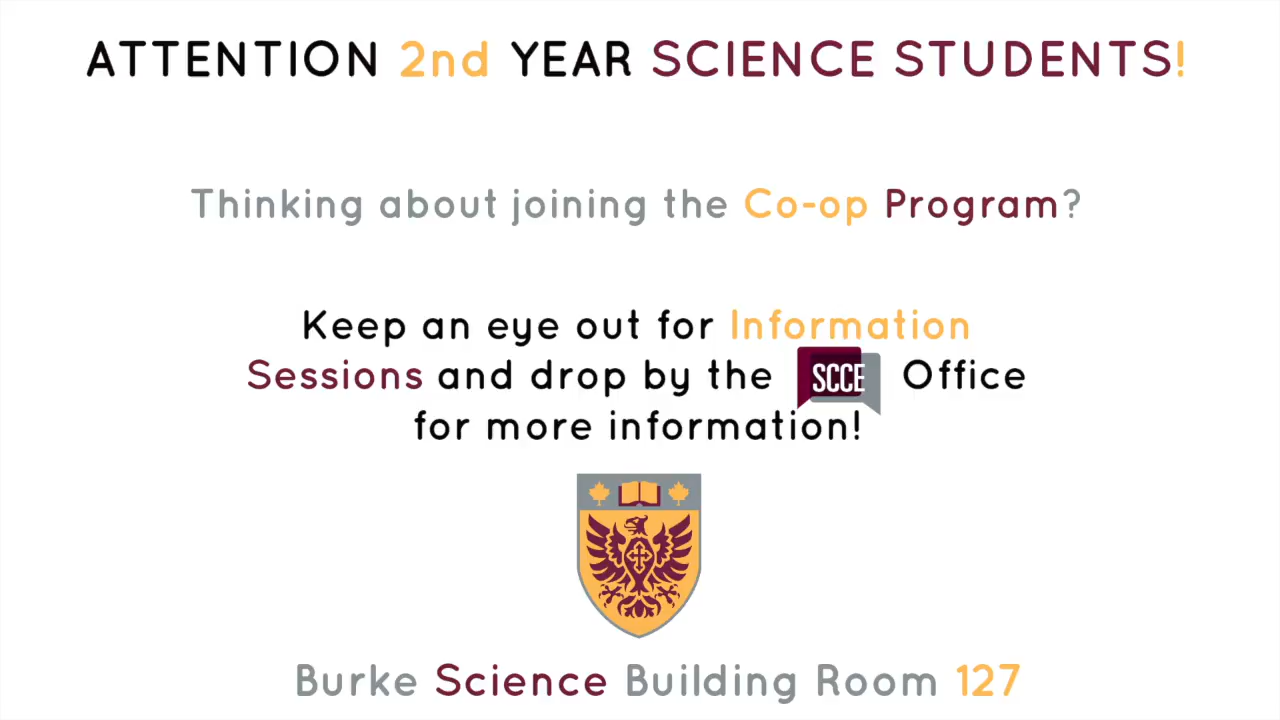 ATTENTION 2nd YEAR SCIENCE STUDENTS!
Thinking about joining the Co-op Program?
Keep an eye out for Information
Sessions and drop by the SCCE Office
for more information!
Burke Science Building Room 127